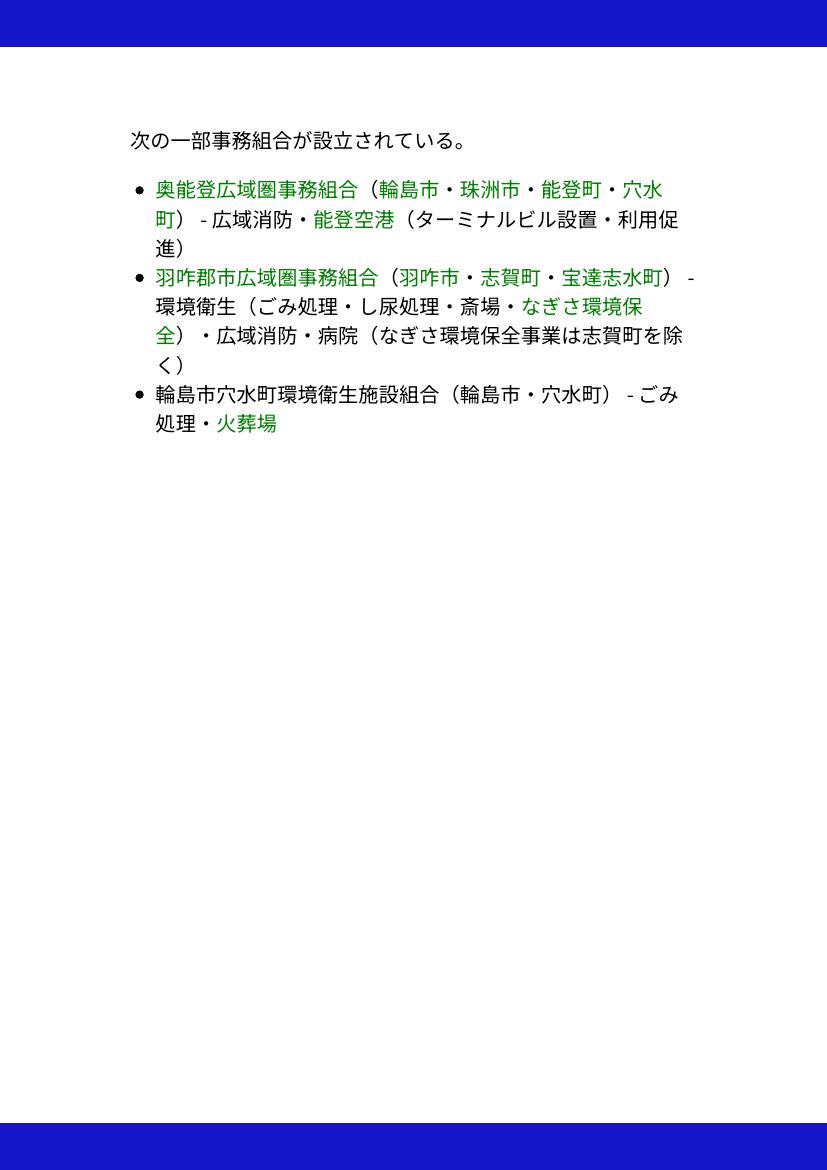 次の一部事務組合が設立されている。
● 奥能登広域圏事務組合（輪島市・珠洲市・能登町・穴水
町） - 広域消防・能登空港（ターミナルビル設置・利用促
進）
● 羽咋郡市広域圏事務組合（羽咋市・志賀町・宝達志水町） -
環境衛生（ごみ処理・し尿処理・斎場・なぎさ環境保
全）・広域消防・病院（なぎさ環境保全事業は志賀町を除
く）
● 輪島市穴水町環境衛生施設組合（輪島市・穴水町） - ごみ
処理・火葬場